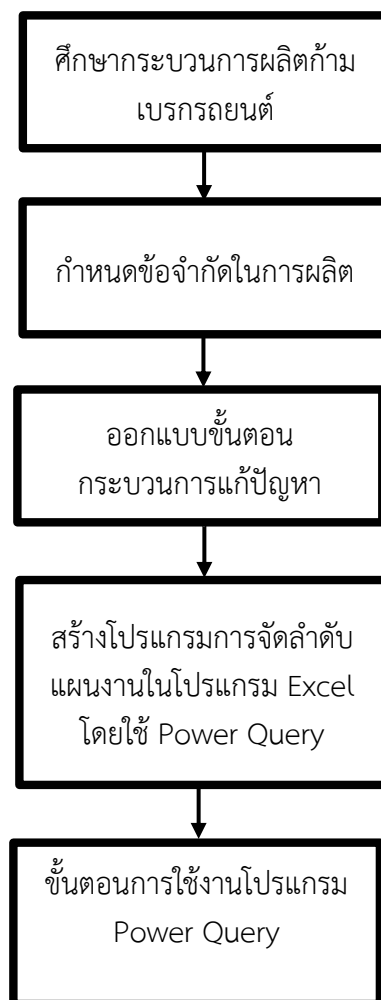 ศึกษากระบวนการผลิตก้าม
เบรกรถยนต์
กำหนดข้อจำกัดในการผลิต
ออกแบบขั้นตอน
กระบวนการแก้ปัญหา
สร้างโปรแกรมการจัดลำดับ
แผนงานในโปรแกรม Excel
โดยใช้ Power Query
ขั้นตอนการใช้งานโปรแกรม
Power Query